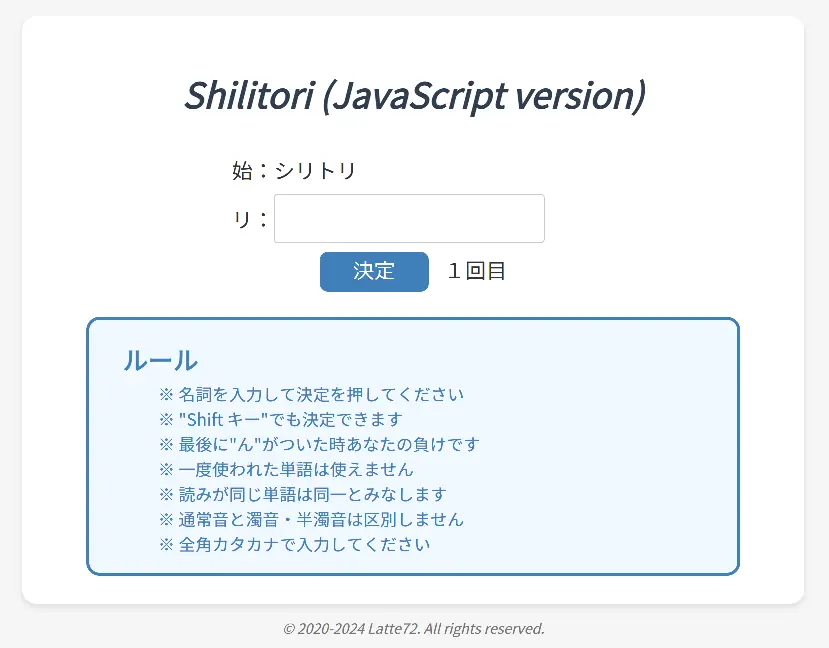 Shilitori (JavaScript version)
始：シリトリ
リ：
決定 １回目
ルール
※ 名詞を入力して決定を押してください
※ "Shift キー"でも決定できます
※ 最後に"ん"がついた時あなたの負けです
※ 一度使われた単語は使えません
※ 読みが同じ単語は同一とみなします
※ 通常音と濁音・半濁音は区別しません
※ 全角カタカナで入力してください
© 2020-2024 Latte72. All rights reserved.